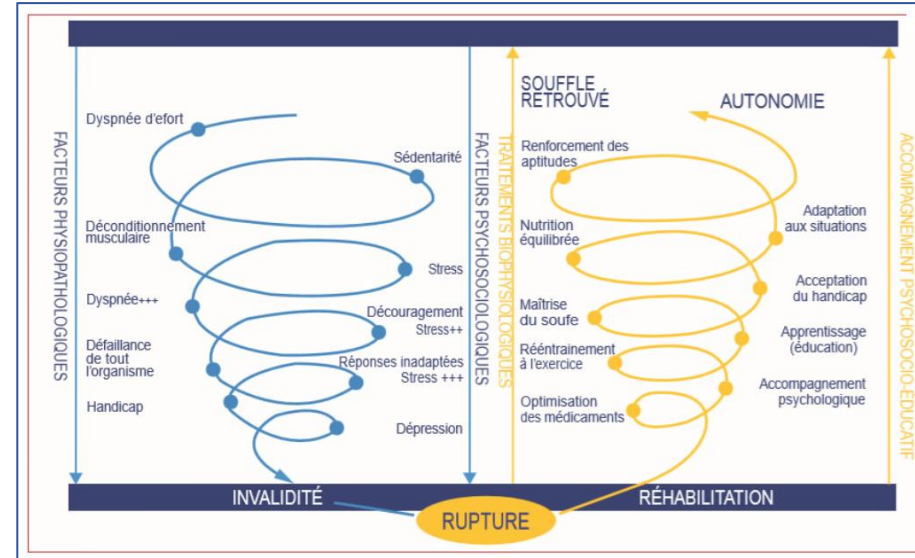 FACTEURS PHYSIOPATHOLOGIQUES
Dyspnée d'efort
Sédentarité
Déconditionnement
musculaire
Stress
Dyspnée+++
Découragement
Stress++
Défaillance
de tout
l'organisme
Réponses inadaptées
Stress +++
Handicap
Dépression
FACTEURS PSYCHOSOCIOLOGIQUES
TRAITEMENTS BIOPHYSIOLOGIQUES
SOUFFLE
RETROUVÉ
AUTONOMIE
Renforcement des
aptitudes
Adaptation
aux situations
Nutrition
équilibrée
Acceptation
du handicap
Maîtrise
du soufe
Apprentissage
(éducation)
Rééntrainement
à l'exercice
Accompagnement
psychologique
Optimisation
des médicaments
ACCOMPAGNEMENT PSYCHOSOCIO-EDUCATIF
INVALIDITÉ
RÉHABILITATION
RUPTURE